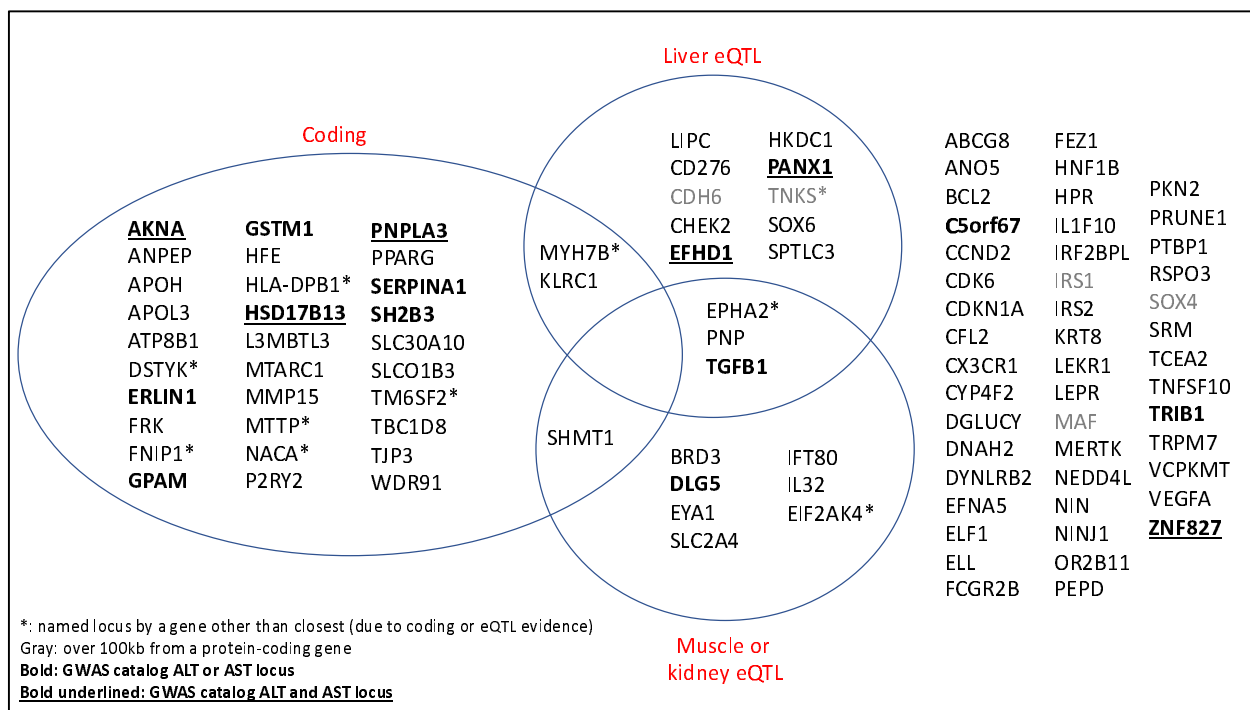 Liver eQTL
Coding
LIPC
CD276
CDH6
CHEK2
EFHD1
HKDC1
PANX1
TNKS*
SOX6
SPTLC3
AKNA
ANPEP
APOH
APOL3
ATP8B1
DSTYK*
ERLIN1
FRK
FNIP1*
GPAM
GSTM1
HFE
HLA-DPB1*
HSD17B13
L3MBTL3
MTARC1
MMP15
MTTP*
NACA*
P2RY2
PNPLA3
PPARG
SERPINA1
SH2B3
SLC30A10
SLCO1B3
TM6SF2*
TBC1D8
TJP3
WDR91
MYH7B*
KLRC1
EPHA2*
PNP
TGFB1
SHMT1
BRD3
DLG5
EYA1
SLC2A4
IFT80
IL32
EIF2AK4*
ABCG8
ANO5
BCL2
C5orf67
CCND2
CDK6
CDKN1A
CFL2
CX3CR1
CYP4F2
DGLUCY
DNAH2
DYNLRB2
EFNA5
ELF1
ELL
FCGR2B
FEZ1
HNF1B
HPR
IL1F10
IRF2BPL
IRS1
IRS2
KRT8
LEKR1
LEPR
MAF
MERTK
NEDD4L
NIN
NINJ1
OR2B11
PEPD
PKN2
PRUNE1
PTBP1
RSPO3
SOX4
SRM
TCEA2
TNFSF10
TRIB1
TRPM7
VCPKMT
VEGFA
ZNF827
*: named locus by a gene other than closest (due to coding or eQTL evidence)
Gray: over 100kb from a protein-coding gene
Bold: GWAS catalog ALT or AST locus
Bold underlined: GWAS catalog ALT and AST locus
Muscle or
kidney eQTL